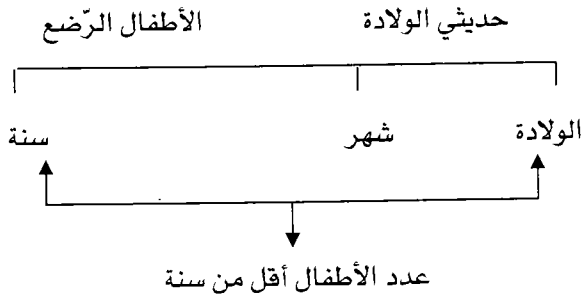 حديثي الولادة الأطفال الرّضع
الولادة شهر سنة
عدد الأطفال أقل من سنة